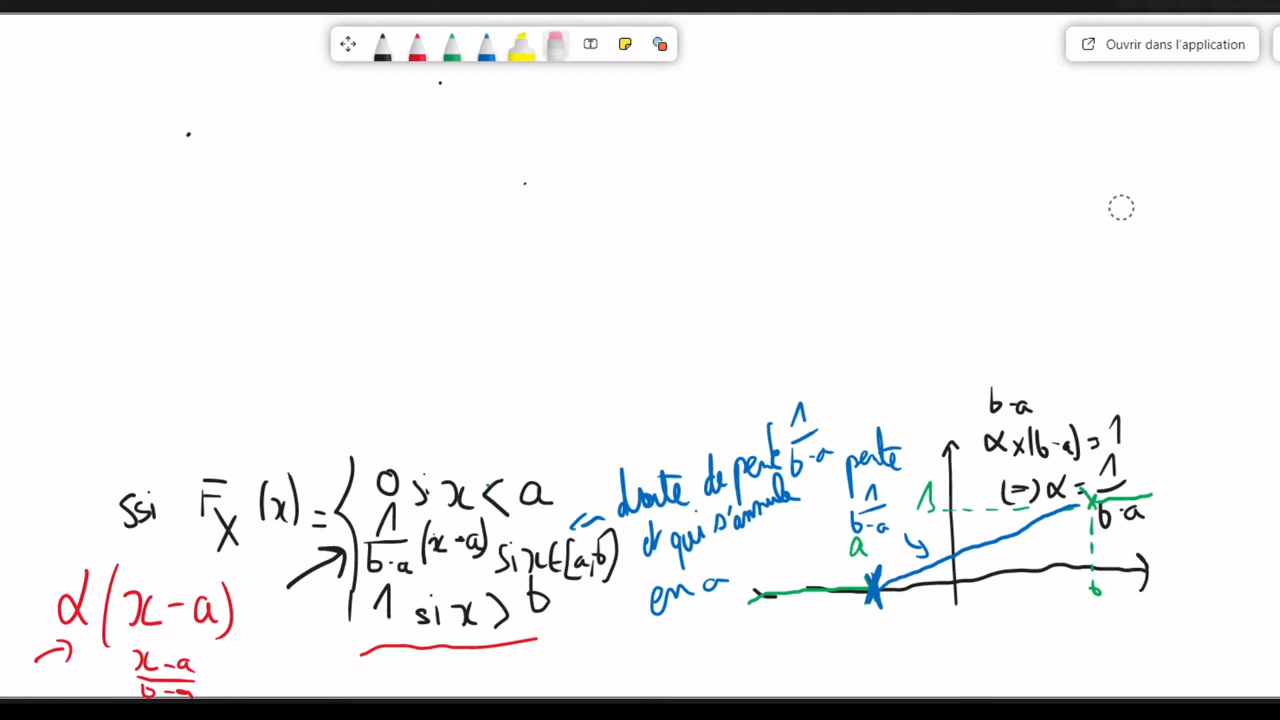 Ouvrir dans l'application
b-a
α×(b-a) = 1
(=) α = 1/(b-a)
ssi F_X(x) = { 0 si x < a
1/(b-a) (x-a) si x ∈ [a,b]
1 si x > b
droite de pente 1/(b-a)
et qui s'annule
en a
pente
1/(b-a)
a
1
b
α(x-a)
(x-a)/(b-a)